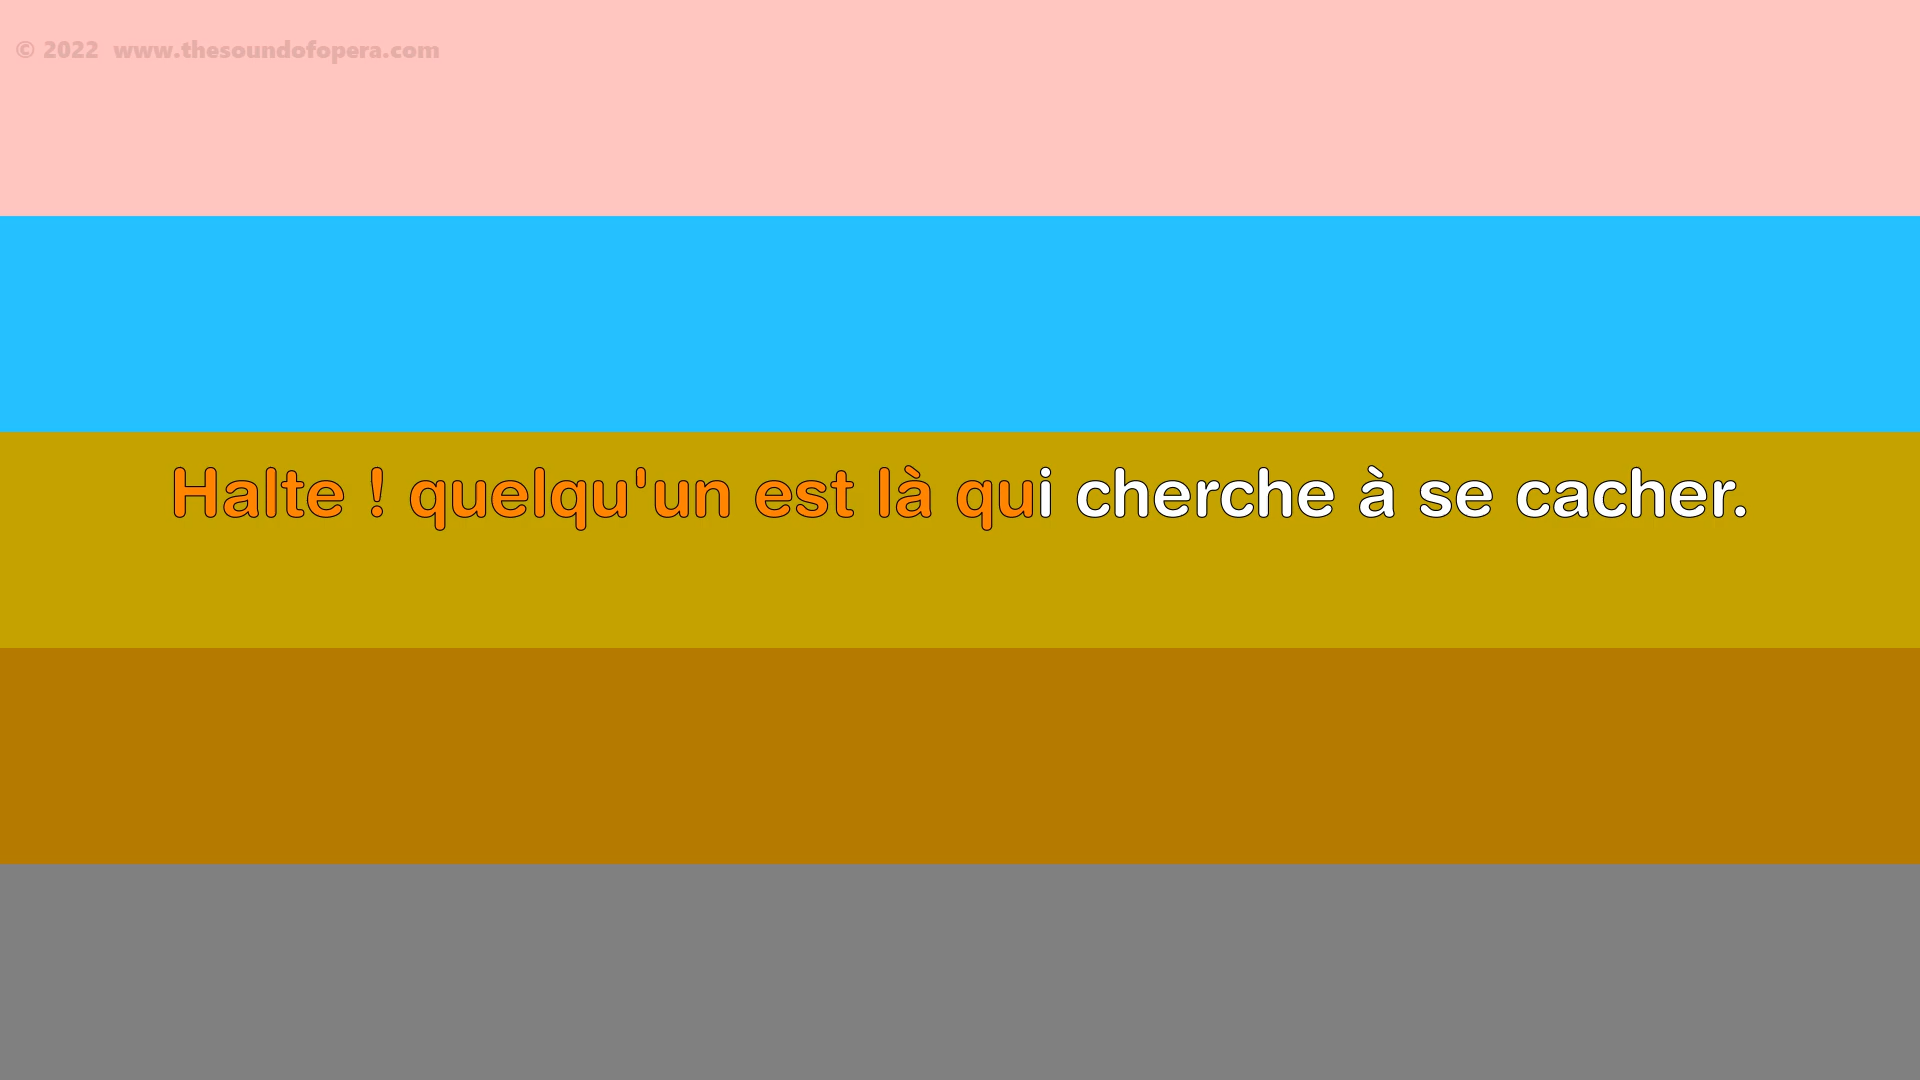 © 2022 www.thesoundofopera.com
Halte ! quelqu'un est là qui cherche à se cacher.